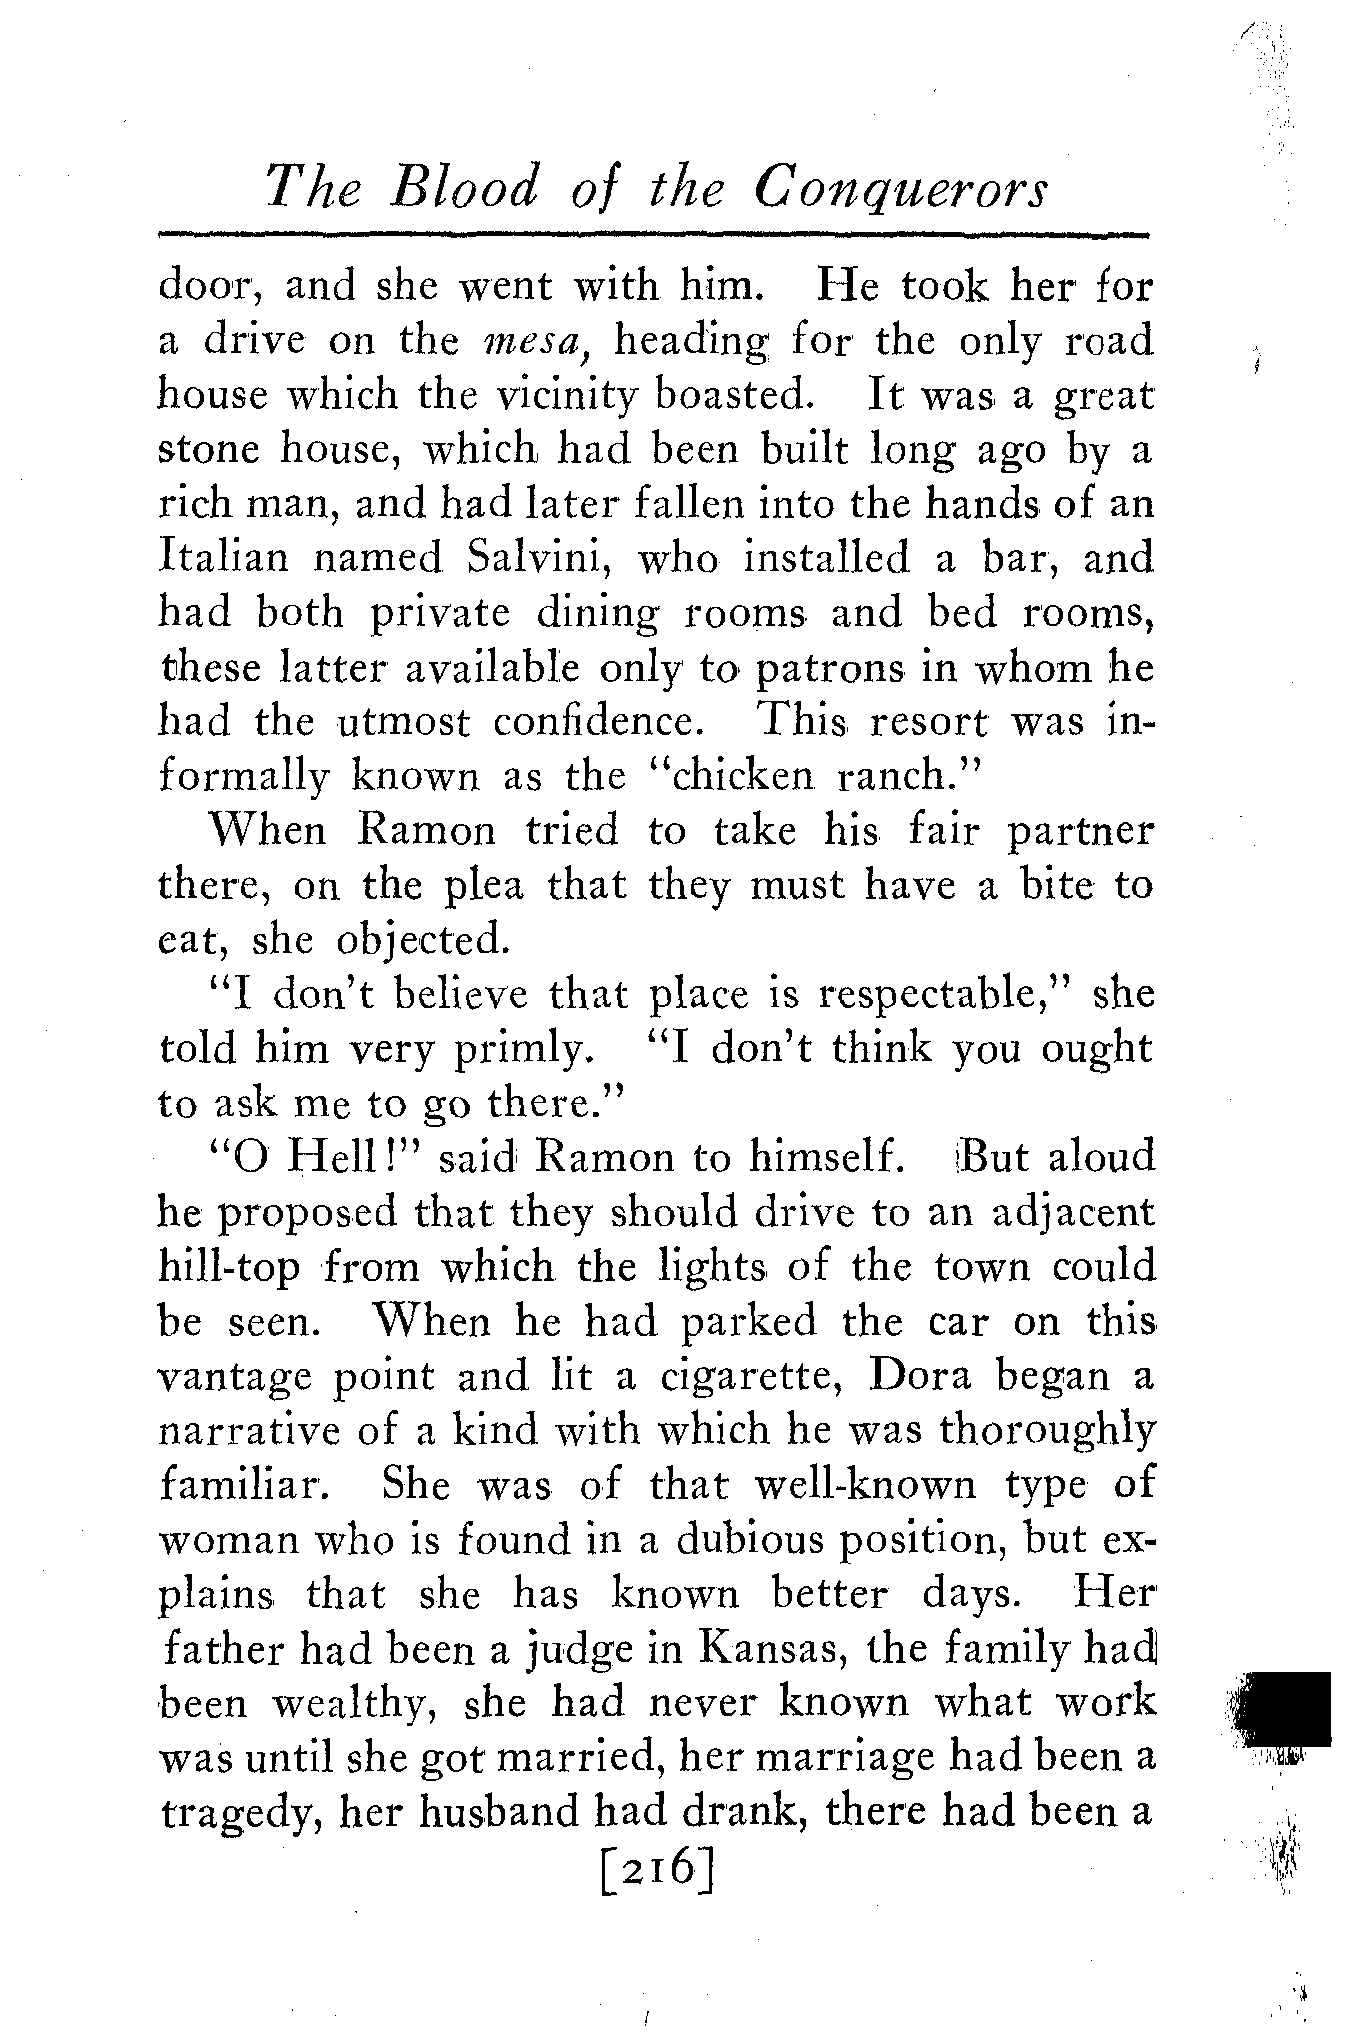 The Blood of the Conquerors
door, and she went with him. He took her for
a drive on the mesa, heading for the only road
house which the vicinity boasted. It was a great
stone house, which had been built long ago by a
rich man, and had later fallen into the hands of an
Italian named Salvini, who installed a bar, and
had both private dining rooms and bed rooms,
these latter available only to patrons in whom he
had the utmost confidence. This resort was in-
formally known as the "chicken ranch."
When Ramon tried to take his fair partner
there, on the plea that they must have a bite to
eat, she objected.
"I don't believe that place is respectable," she
told him very primly. "I don't think you ought
to ask me to go there."
"O Hell!" said Ramon to himself. But aloud
he proposed that they should drive to an adjacent
hill-top from which the lights of the town could
be seen. When he had parked the car on this
vantage point and lit a cigarette, Dora began a
narrative of a kind with which he was thoroughly
familiar. She was of that well-known type of
woman who is found in a dubious position, but ex-
plains that she has known better days. Her
father had been a judge in Kansas, the family had
been wealthy, she had never known what work
was until she got married, her marriage had been a
tragedy, her husband had drank, there had been a
[216]